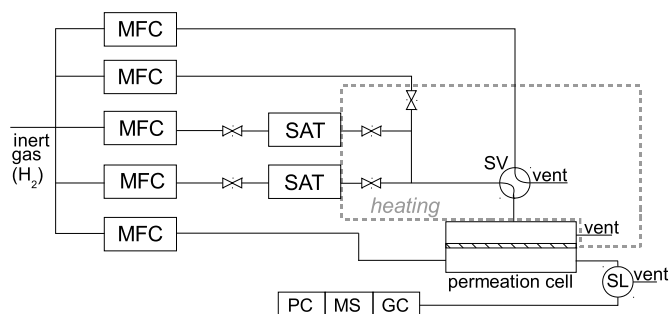 MFC
MFC
MFC
SAT
inert
gas
(H2)
SV
vent
MFC
SAT
heating
vent
MFC
permeation cell
SL
vent
PC
MS
GC